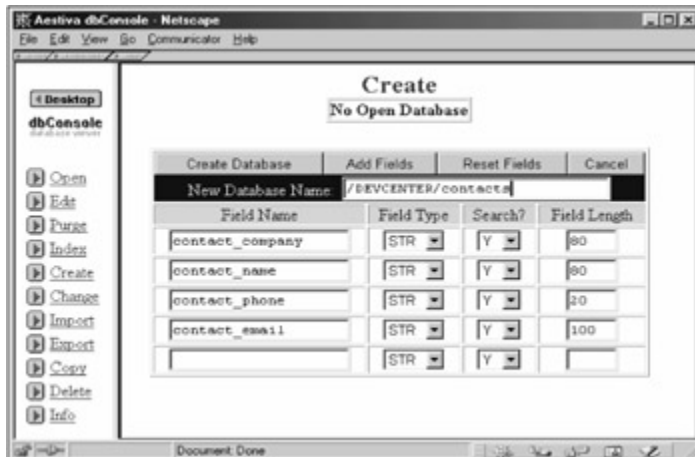 Aestiva dbConsole - Netscape
File Edit View Go Communicator Help
Desktop
dbConsole
database viewer
Open
Edit
Purge
Index
Create
Change
Import
Export
Copy
Delete
Info
Create
No Open Database
Create Database Add Fields Reset Fields Cancel
New Database Name: /DEVCENTER/contacts
Field Name Field Type Search? Field Length
contact_company STR Y 80
contact_name STR Y 80
contact_phone STR Y 20
contact_email STR Y 100
STR Y
Document: Done